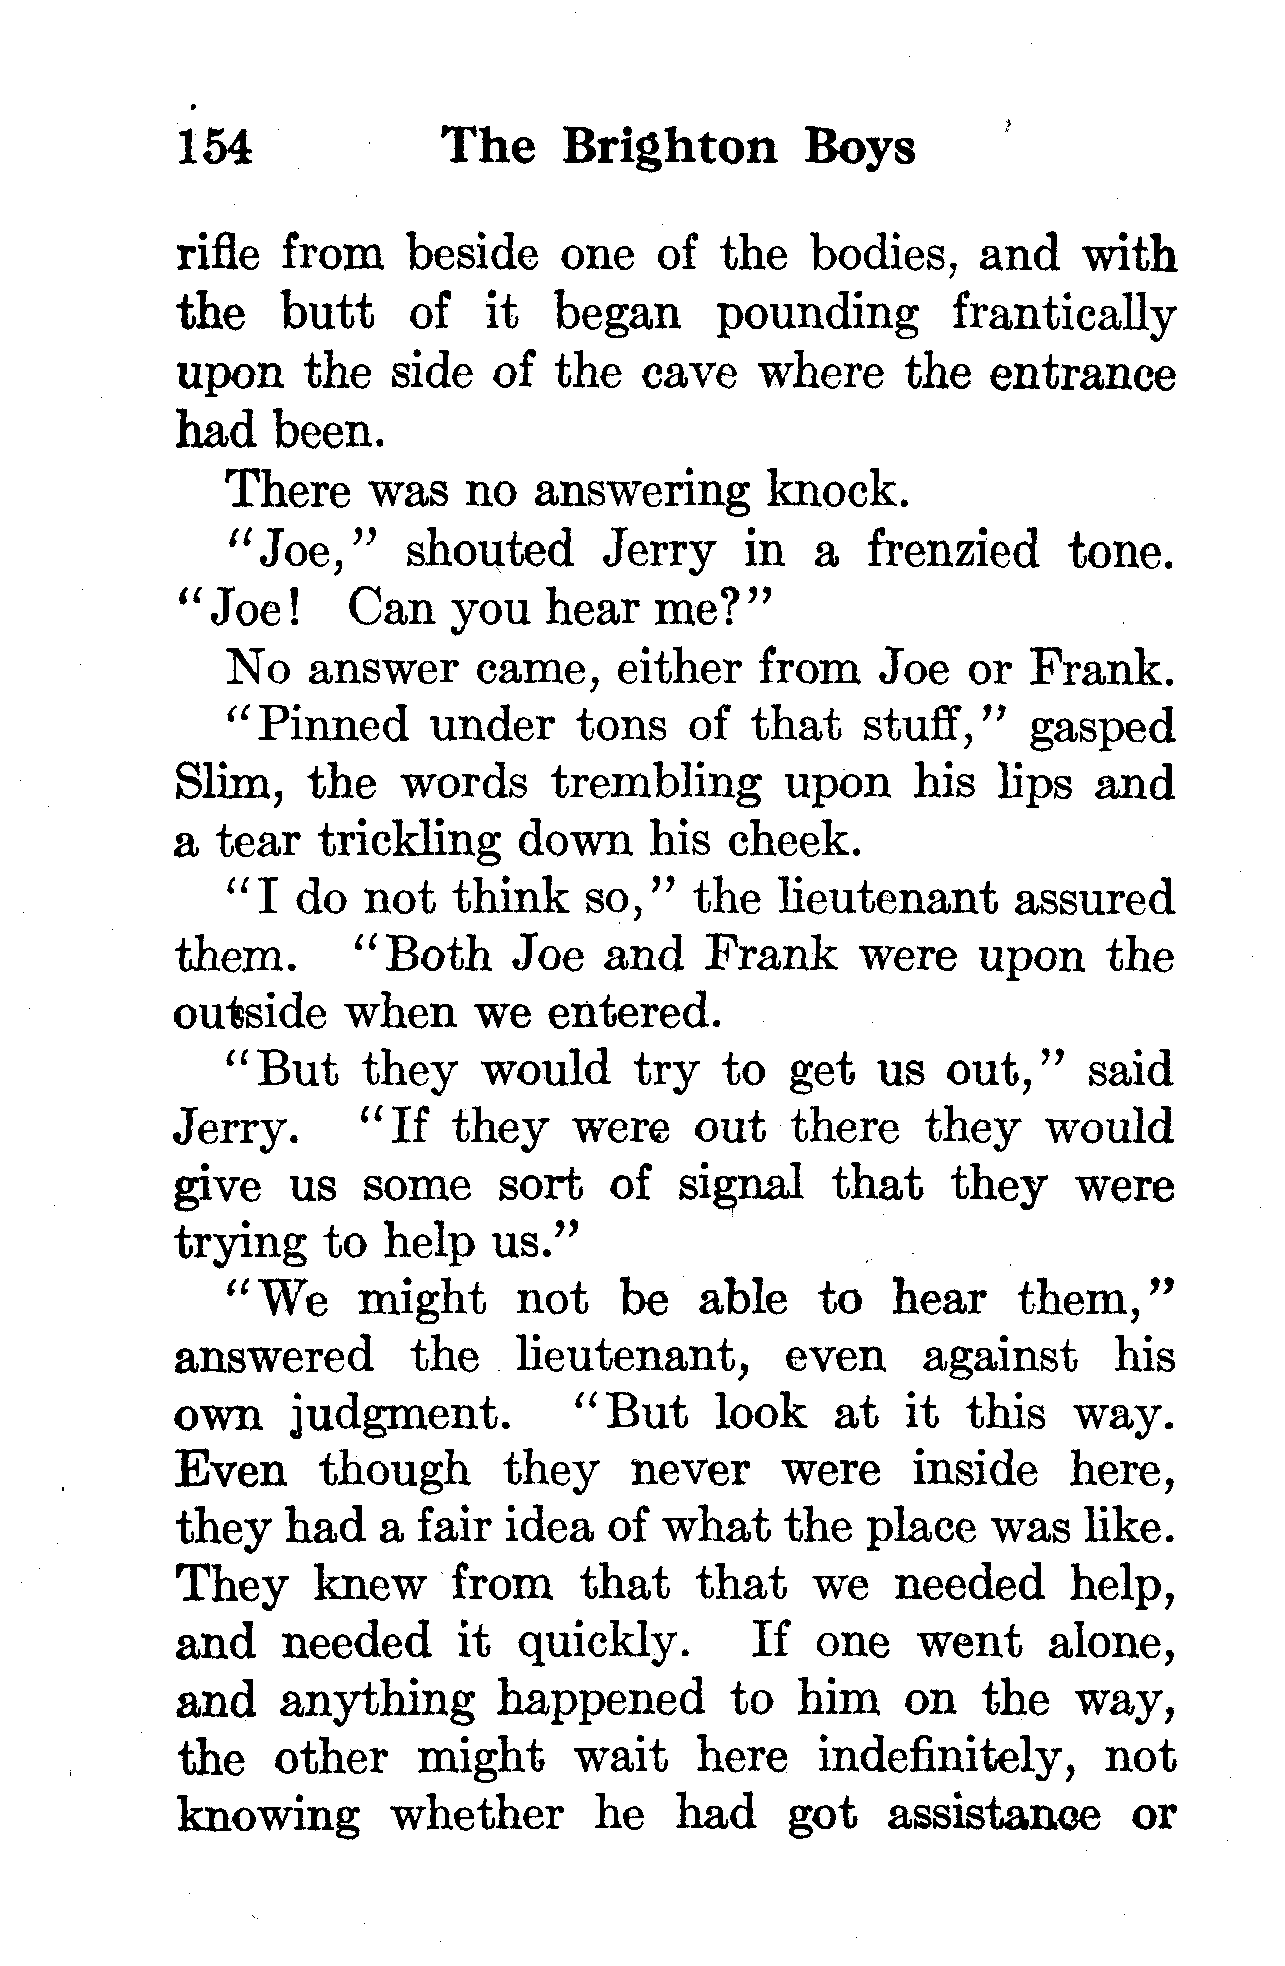 154 The Brighton Boys
rifle from beside one of the bodies, and with
the butt of it began pounding frantically
upon the side of the cave where the entrance
had been.
There was no answering knock.
"Joe," shouted Jerry in a frenzied tone.
"Joe! Can you hear me?"
No answer came, either from Joe or Frank.
"Pinned under tons of that stuff," gasped
Slim, the words trembling upon his lips and
a tear trickling down his cheek.
"I do not think so," the lieutenant assured
them. "Both Joe and Frank were upon the
outside when we entered.
"But they would try to get us out," said
Jerry. "If they were out there they would
give us some sort of signal that they were
trying to help us."
"We might not be able to hear them,"
answered the lieutenant, even against his
own judgment. "But look at it this way.
Even though they never were inside here,
they had a fair idea of what the place was like.
They knew from that that we needed help,
and needed it quickly. If one went alone,
and anything happened to him on the way,
the other might wait here indefinitely, not
knowing whether he had got assistance or